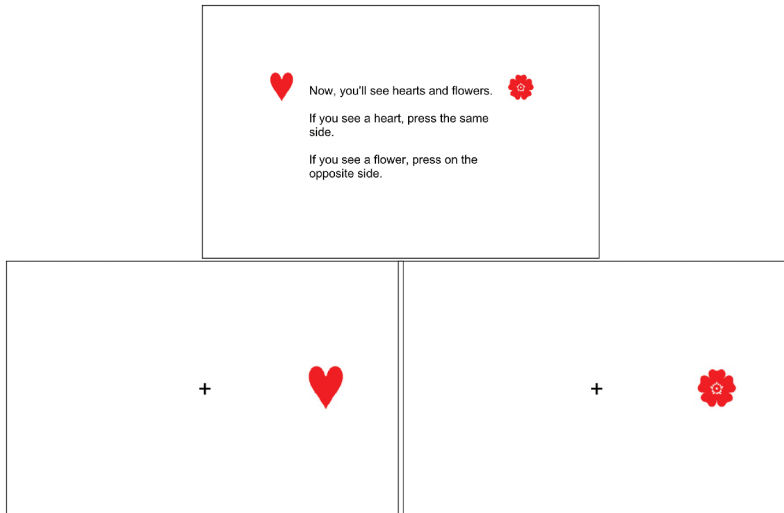 Now, you'll see hearts and flowers.
If you see a heart, press the same
side.
If you see a flower, press on the
opposite side.